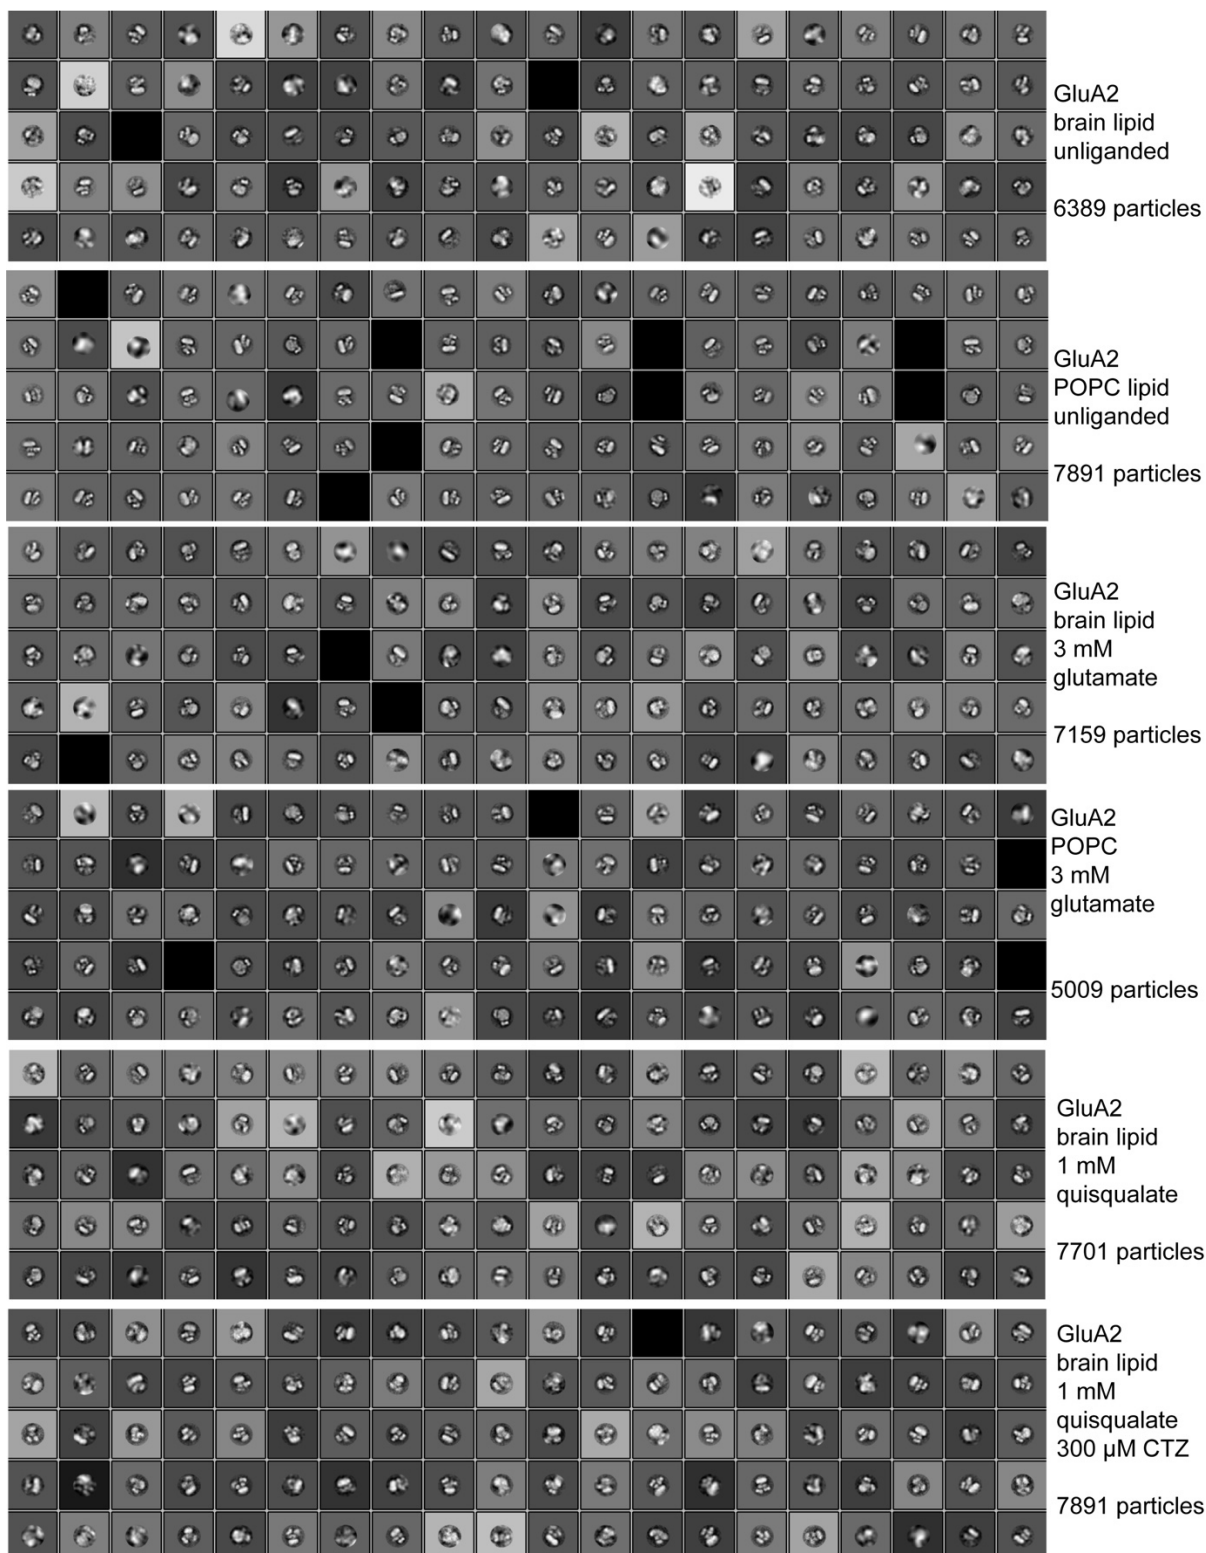 GluA2
brain lipid
unliganded
6389 particles
GluA2
POPC lipid
unliganded
7891 particles
GluA2
brain lipid
3 mM
glutamate
7159 particles
GluA2
POPC
3 mM
glutamate
5009 particles
GluA2
brain lipid
1 mM
quisqualate
7701 particles
GluA2
brain lipid
1 mM
quisqualate
300 µM CTZ
7891 particles